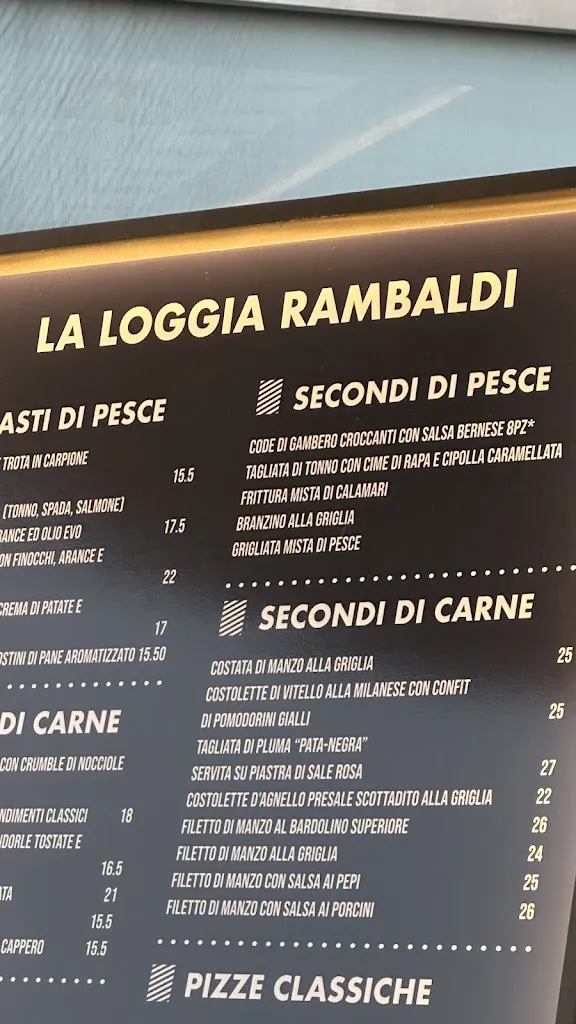 LA LOGGIA RAMBALDI
ASTI DI PESCE
TROTA IN CARPIONE
15.5
(TONNO, SPADA, SALMONE)
RANCE ED OLIO EVO 17.5
ON FINOCCHI, ARANCE E
22
CREMA DI PATATE E
17
OSTINI DI PANE AROMATIZZATO 15.50
DI CARNE
CON CRUMBLE DI NOCCIOLE
NDIMENTI CLASSICI 18
DORLE TOSTATE E
16.5
ATA 21
15.5
CAPPERO 15.5
SECONDI DI PESCE
CODE DI GAMBERO CROCCANTI CON SALSA BERNESE 8PZ*
TAGLIATA DI TONNO CON CIME DI RAPA E CIPOLLA CARAMELLATA
FRITTURA MISTA DI CALAMARI
BRANZINO ALLA GRIGLIA
GRIGLIATA MISTA DI PESCE
SECONDI DI CARNE
COSTATA DI MANZO ALLA GRIGLIA 25
COSTOLETTE DI VITELLO ALLA MILANESE CON CONFIT
DI POMODORINI GIALLI 25
TAGLIATA DI PLUMA “PATA-NEGRA”
SERVITA SU PIASTRA DI SALE ROSA 27
COSTOLETTE D'AGNELLO PRESALE SCOTTADITO ALLA GRIGLIA 22
FILETTO DI MANZO AL BARDOLINO SUPERIORE 26
FILETTO DI MANZO ALLA GRIGLIA 24
FILETTO DI MANZO CON SALSA AI PEPI 25
FILETTO DI MANZO CON SALSA AI PORCINI 26
PIZZE CLASSICHE